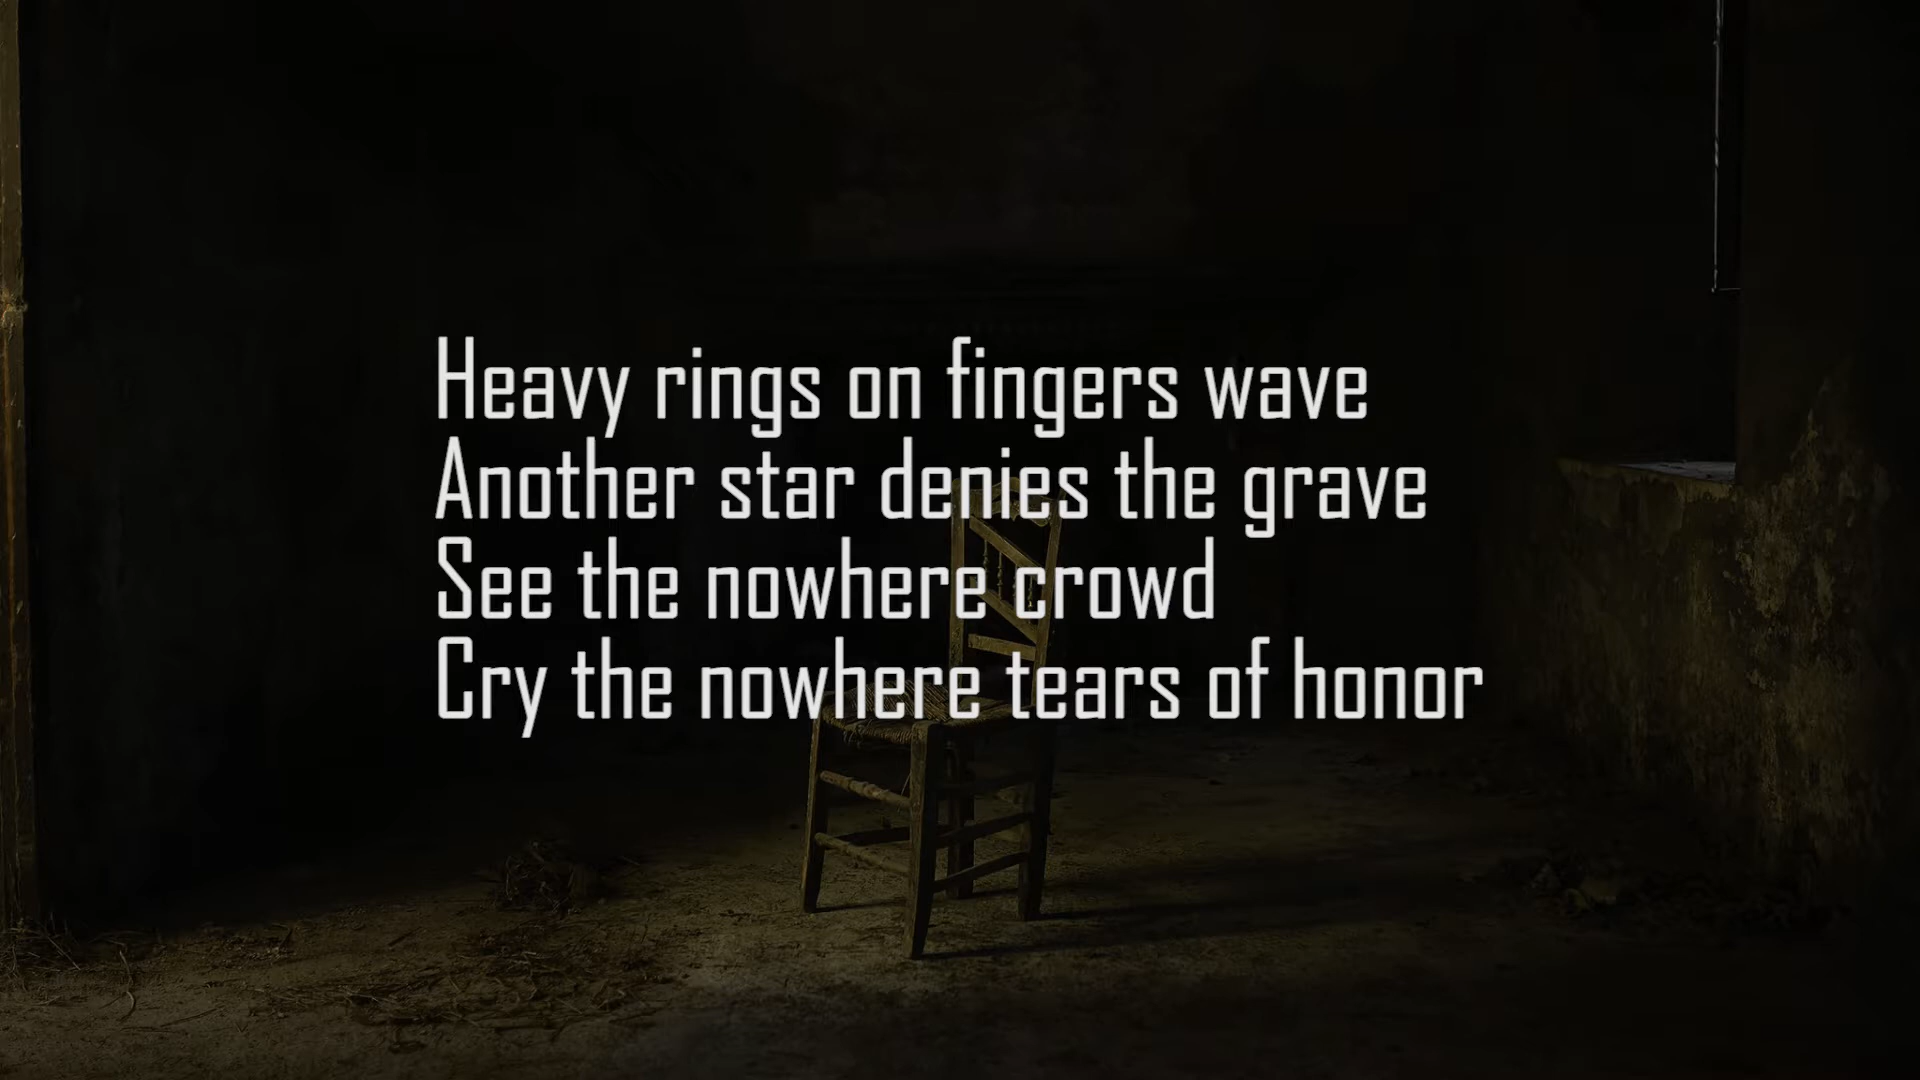 Heavy rings on fingers wave
Another star denies the grave
See the nowhere crowd
Cry the nowhere tears of honor